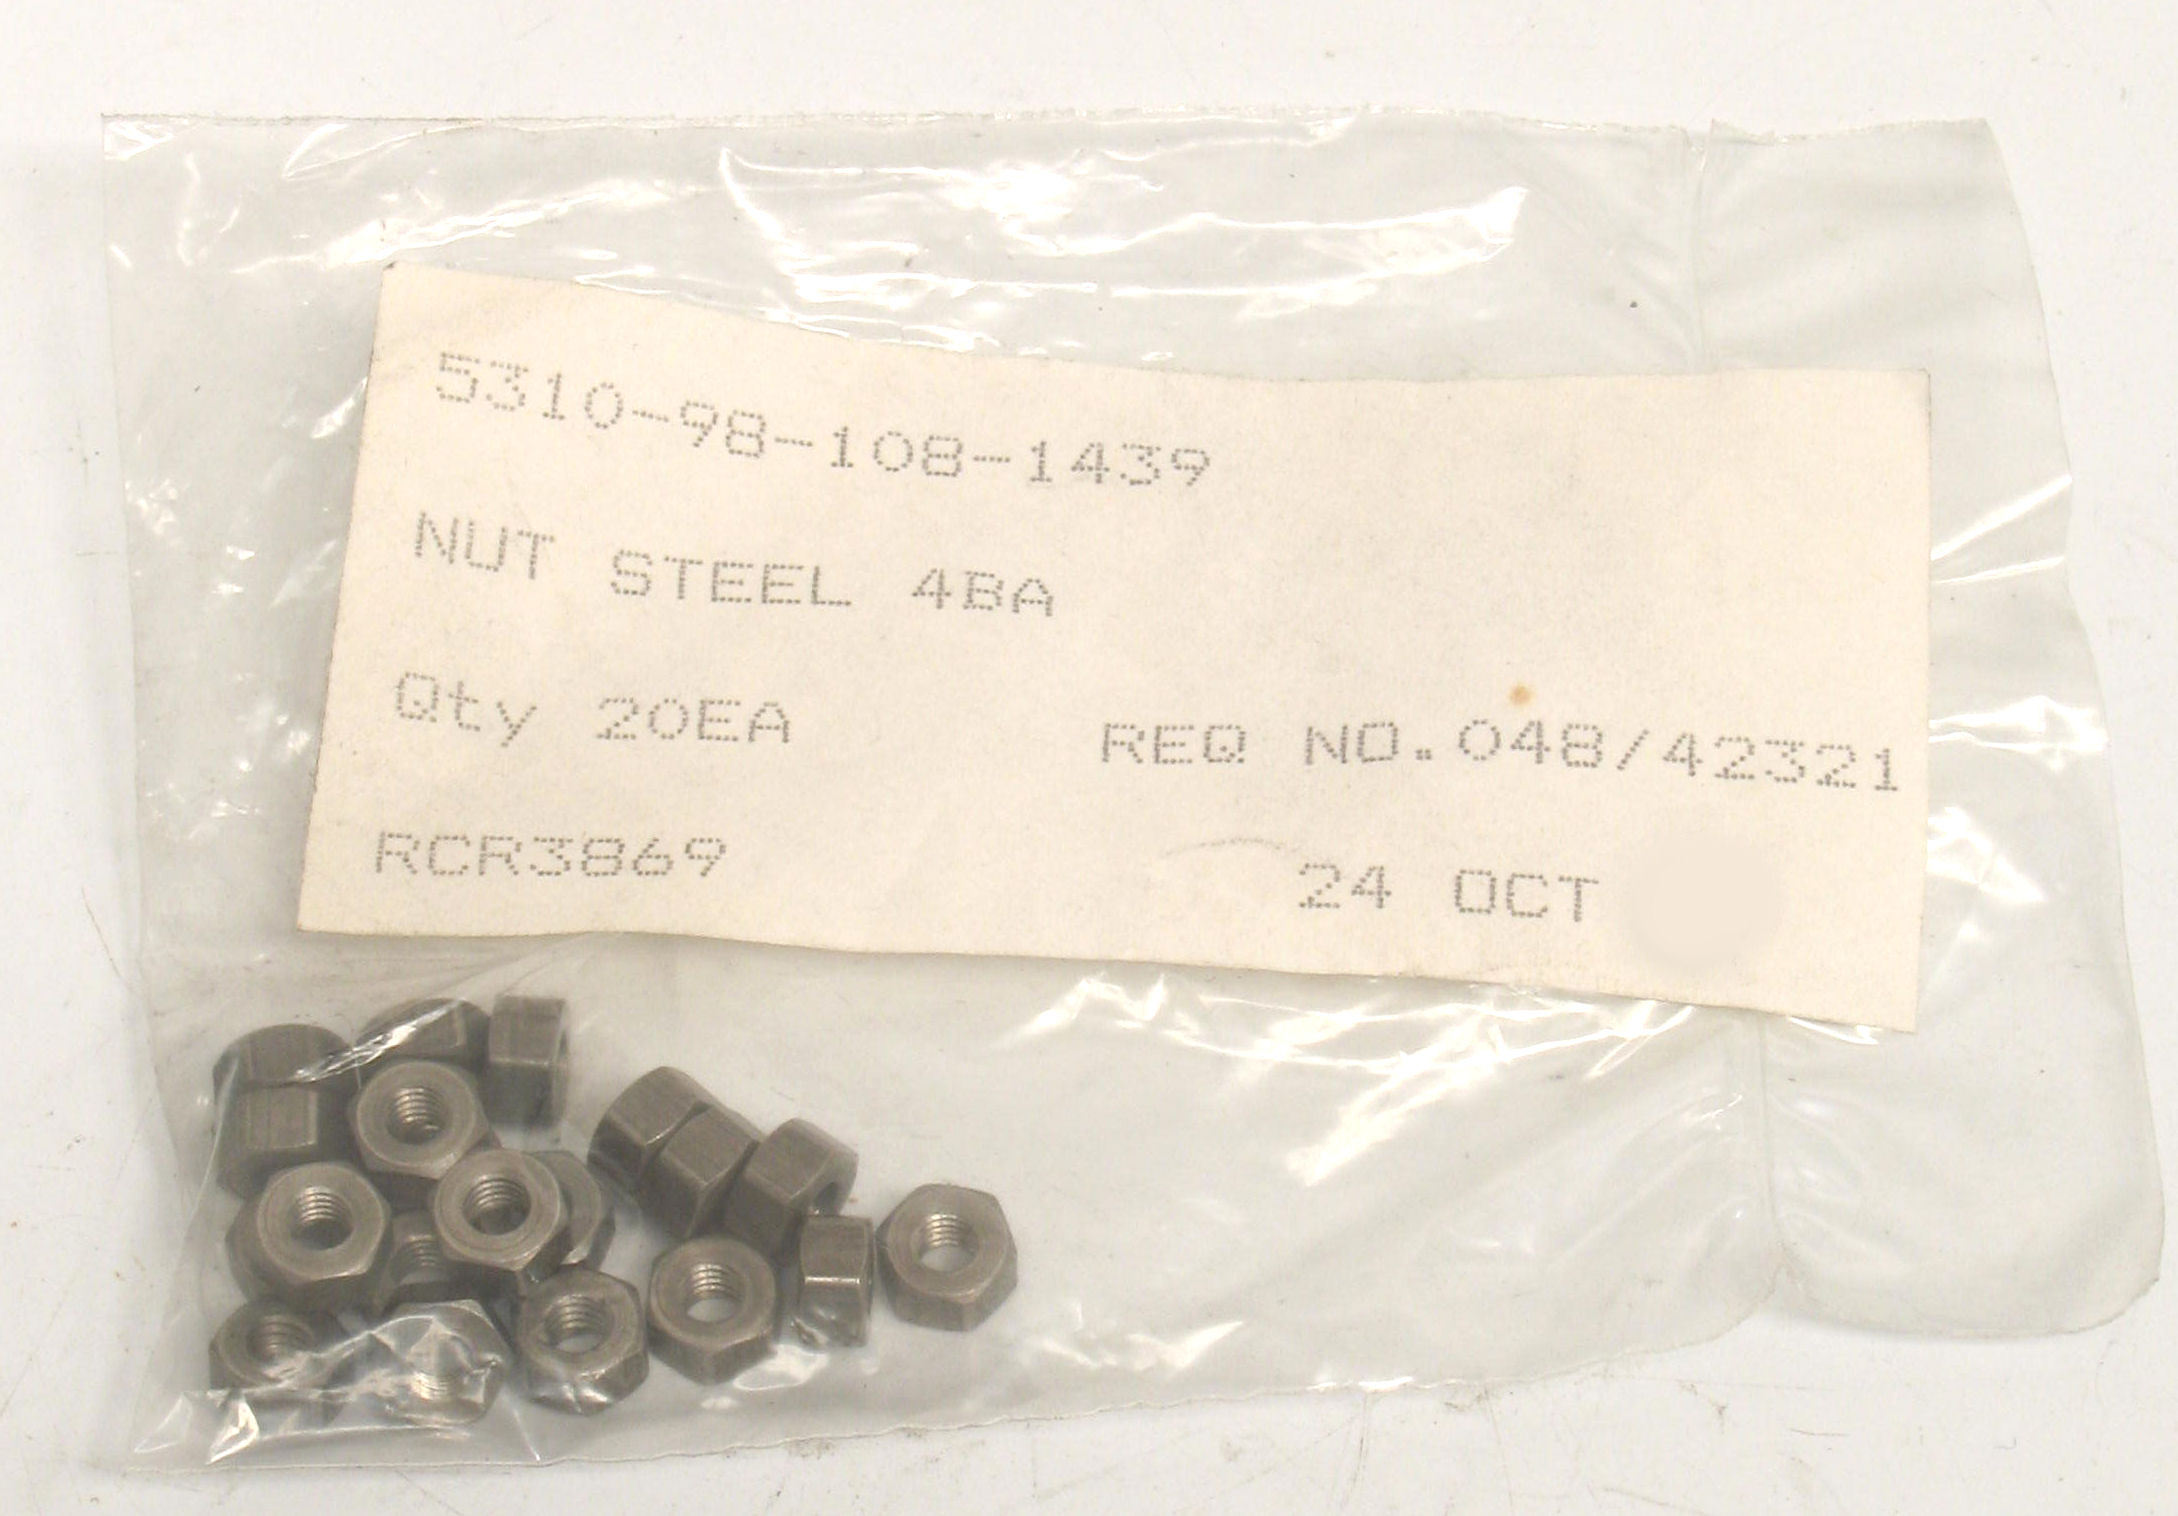 5310-98-108-1439
NUT STEEL 4BA
Qty 20EA
REQ NO.048/42321
RCR3869
24 OCT